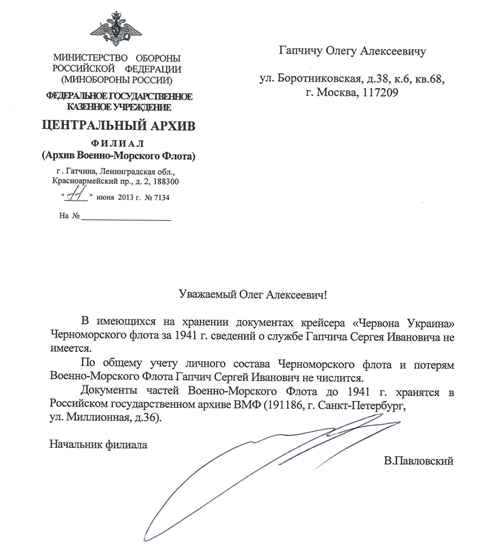 МИНИСТЕРСТВО ОБОРОНЫ
РОССИЙСКОЙ ФЕДЕРАЦИИ
(МИНОБОРОНЫ РОССИИ)
ФЕДЕРАЛЬНОЕ ГОСУДАРСТВЕННОЕ
КАЗЕННОЕ УЧРЕЖДЕНИЕ
ЦЕНТРАЛЬНЫЙ АРХИВ
ФИЛИАЛ
(Архив Военно-Морского Флота)
г. Гатчина, Ленинградская обл.,
Красноармейский пр., д. 2, 188300
"11" июня 2013 г. № 7134
На №
Гапчичу Олегу Алексеевичу
ул. Боротниковская, д.38, к.6, кв.68,
г. Москва, 117209
Уважаемый Олег Алексеевич!
В имеющихся на хранении документах крейсера «Червона Украина»
Черноморского флота за 1941 г. сведений о службе Гапчича Сергея Ивановича не
имеется.
По общему учету личного состава Черноморского флота и потерям
Военно-Морского Флота Гапчич Сергей Иванович не числится.
Документы частей Военно-Морского Флота до 1941 г. хранятся в
Российском государственном архиве ВМФ (191186, г. Санкт-Петербург,
ул. Миллионная, д.36).
Начальник филиала
В.Павловский